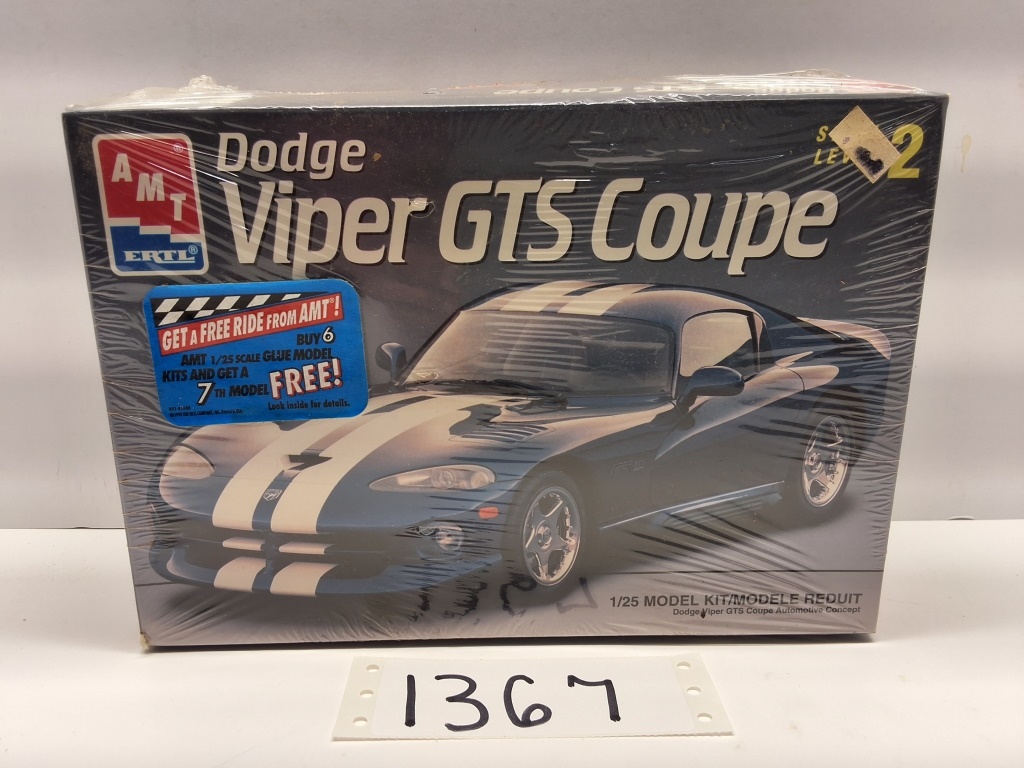 GTS Coupe
AMT
ERTL®
Dodge
Viper GTS Coupe
2
GET A FREE RIDE FROM AMT®!
BUY 6
AMT 1/25 SCALE GLUE MODEL
KITS AND GET A
7TH MODEL FREE!
Look inside for details.
1/25 MODEL KIT/MODELE REDUIT
Dodge Viper GTS Coupe Automotive Concept
1367